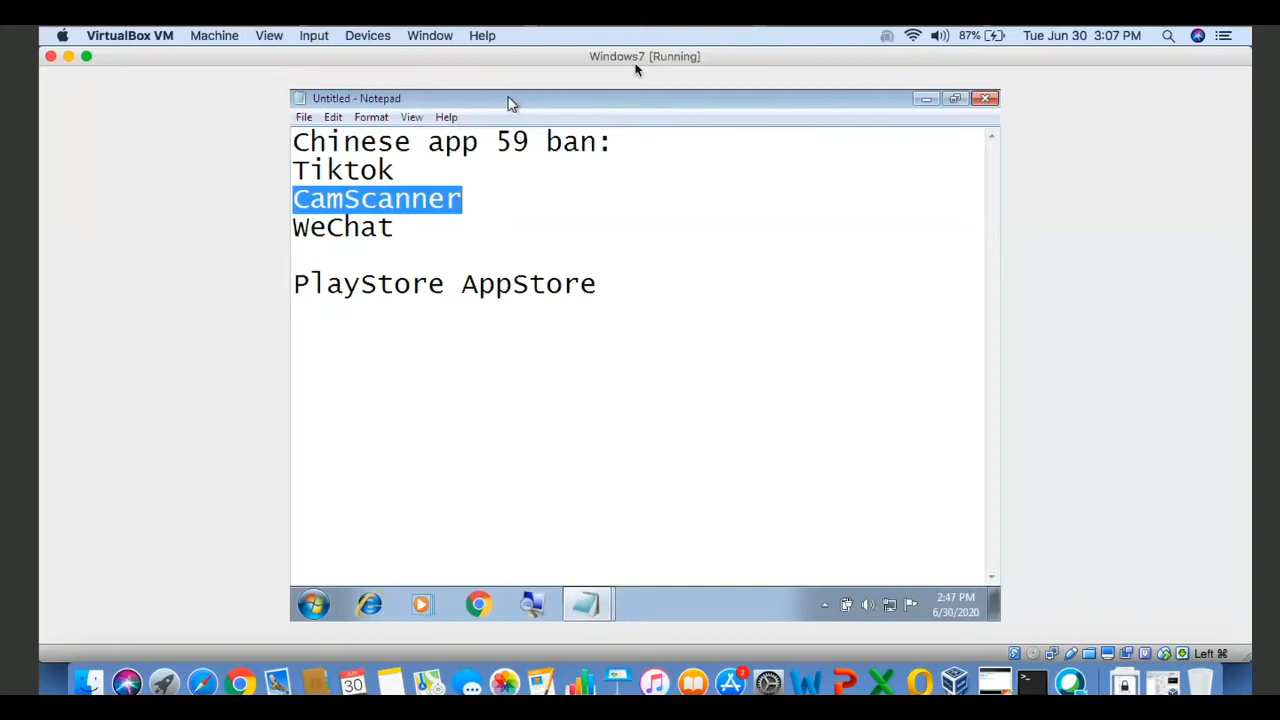 VirtualBox VM Machine View Input Devices Window Help 87% Tue Jun 30 3:07 PM
Windows7 [Running]
Untitled - Notepad
File Edit Format View Help
Chinese app 59 ban:
Tiktok
CamScanner
WeChat
PlayStore AppStore
2:47 PM
6/30/2020
Left ⌘
30
2